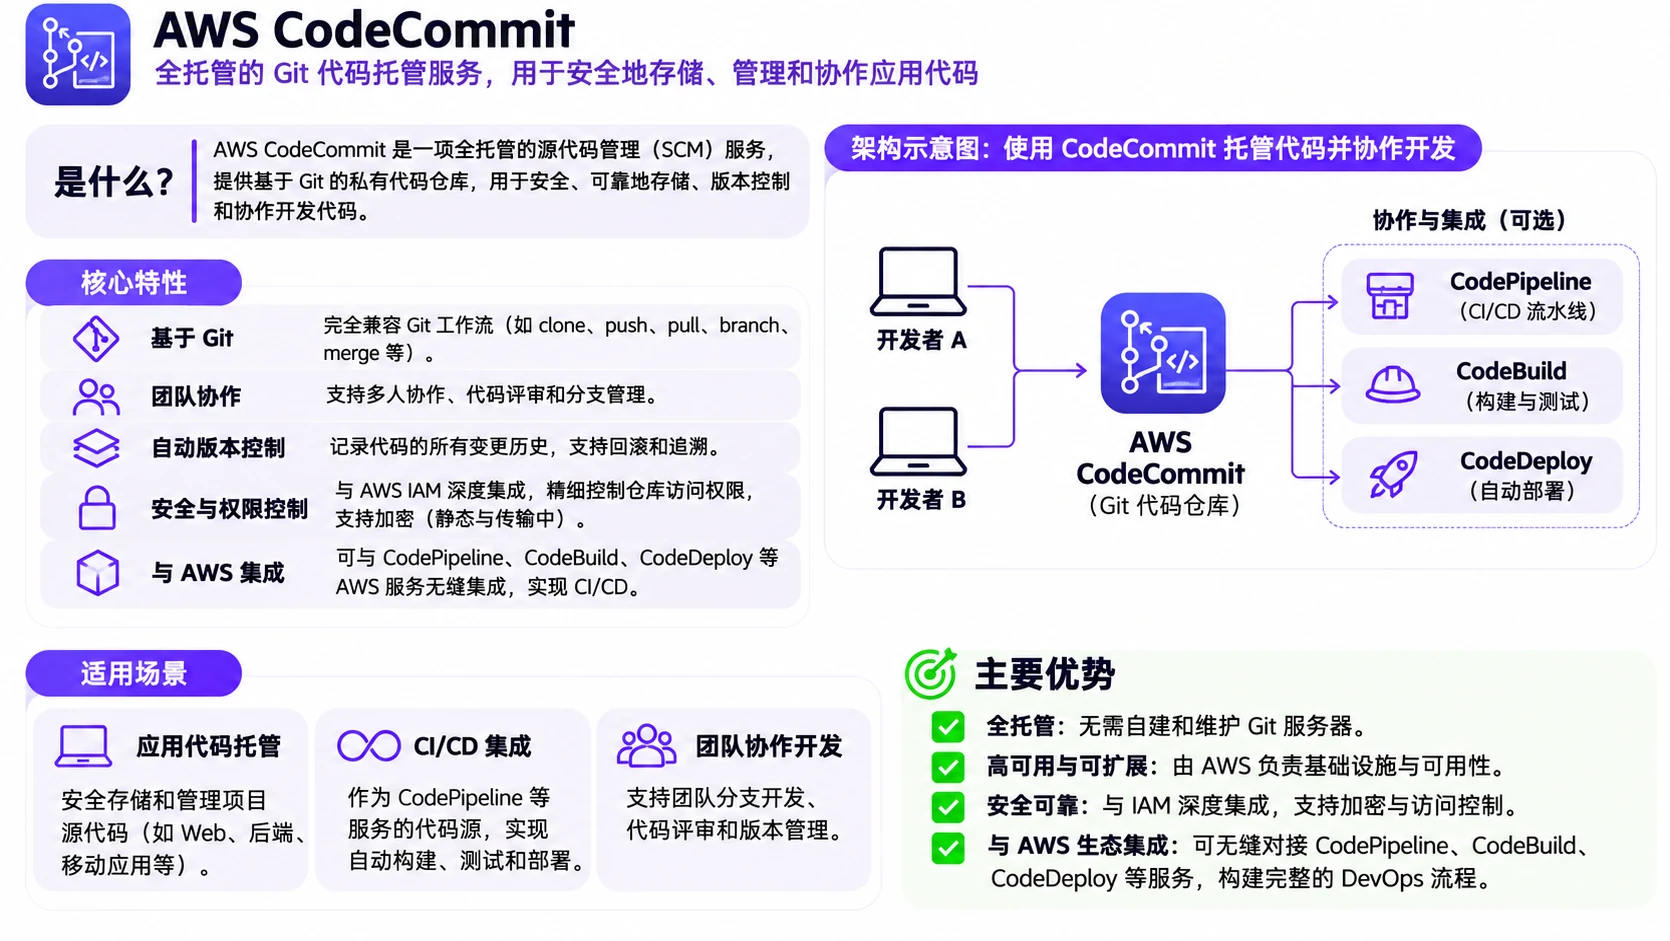 AWS CodeCommit
全托管的 Git 代码托管服务，用于安全地存储、管理和协作应用代码
是什么？
AWS CodeCommit 是一项全托管的源代码管理（SCM）服务，
提供基于 Git 的私有代码仓库，用于安全、可靠地存储、版本控制
和协作开发代码。
核心特性
基于 Git
完全兼容 Git 工作流（如 clone、push、pull、branch、
merge 等）。
团队协作
支持多人协作、代码评审和分支管理。
自动版本控制
记录代码的所有变更历史，支持回滚和追溯。
安全与权限控制
与 AWS IAM 深度集成，精细控制仓库访问权限，
支持加密（静态与传输中）。
与 AWS 集成
可与 CodePipeline、CodeBuild、CodeDeploy 等
AWS 服务无缝集成，实现 CI/CD。
架构示意图：使用 CodeCommit 托管代码并协作开发
开发者 A
开发者 B
AWS
CodeCommit
（Git 代码仓库）
协作与集成（可选）
CodePipeline
（CI/CD 流水线）
CodeBuild
（构建与测试）
CodeDeploy
（自动部署）
适用场景
应用代码托管
安全存储和管理项目
源代码（如 Web、后端、
移动应用等）。
CI/CD 集成
作为 CodePipeline 等
服务的代码源，实现
自动构建、测试和部署。
团队协作开发
支持团队分支开发、
代码评审和版本管理。
主要优势
全托管：无需自建和维护 Git 服务器。
高可用与可扩展：由 AWS 负责基础设施与可用性。
安全可靠：与 IAM 深度集成，支持加密与访问控制。
与 AWS 生态集成：可无缝对接 CodePipeline、CodeBuild、
CodeDeploy 等服务，构建完整的 DevOps 流程。